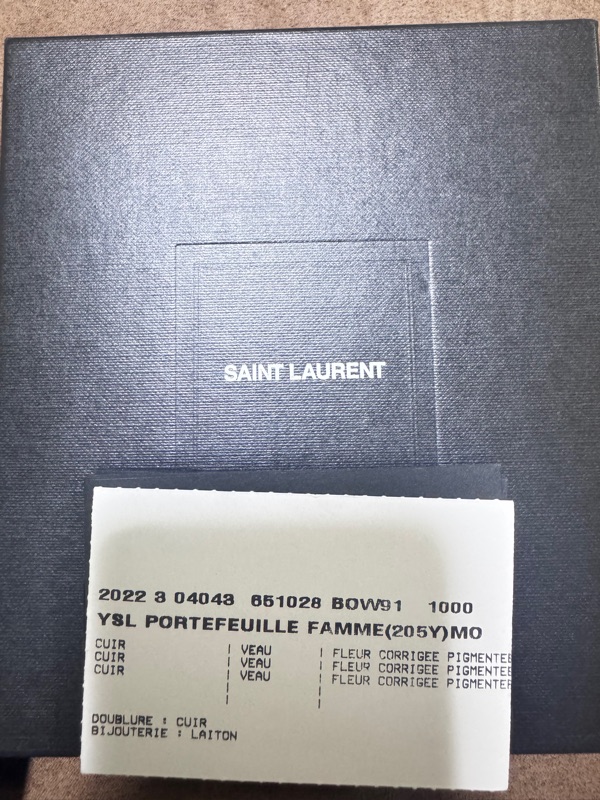 SAINT LAURENT
2022 3 04043 651028 BOW91 1000
YSL PORTEFEUILLE FAMME(205Y)MO
CUIR | VEAU | FLEUR CORRIGEE PIGMENTEE
CUIR | VEAU | FLEUR CORRIGEE PIGMENTEE
CUIR | VEAU | FLEUR CORRIGEE PIGMENTEE
DOUBLURE : CUIR
BIJOUTERIE : LAITON